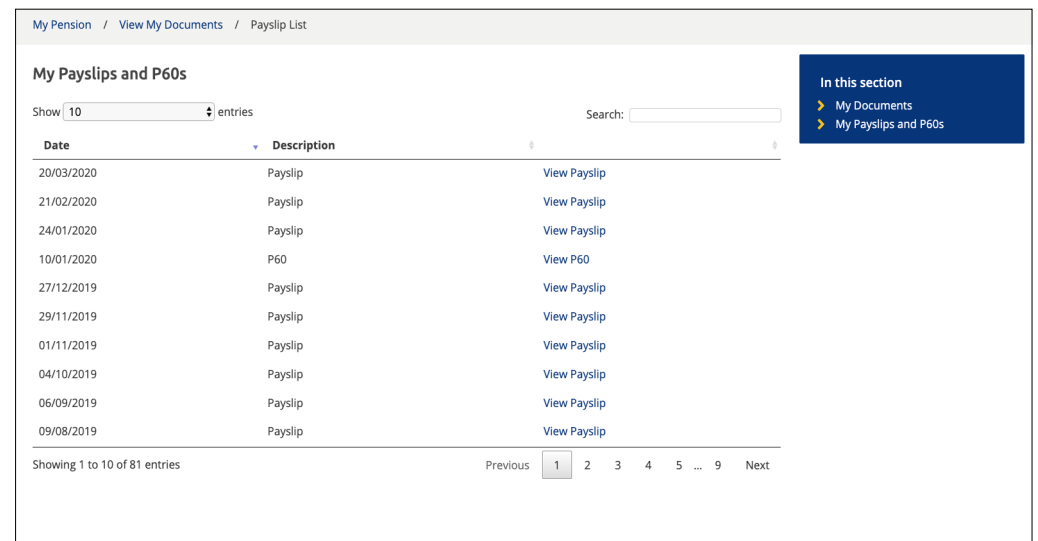 My Pension / View My Documents / Payslip List
My Payslips and P60s
Show 10 entries
Search:
Date Description
20/03/2020 Payslip View Payslip
21/02/2020 Payslip View Payslip
24/01/2020 Payslip View Payslip
10/01/2020 P60 View P60
27/12/2019 Payslip View Payslip
29/11/2019 Payslip View Payslip
01/11/2019 Payslip View Payslip
04/10/2019 Payslip View Payslip
06/09/2019 Payslip View Payslip
09/08/2019 Payslip View Payslip
Showing 1 to 10 of 81 entries
Previous 1 2 3 4 5 ... 9 Next
In this section
My Documents
My Payslips and P60s